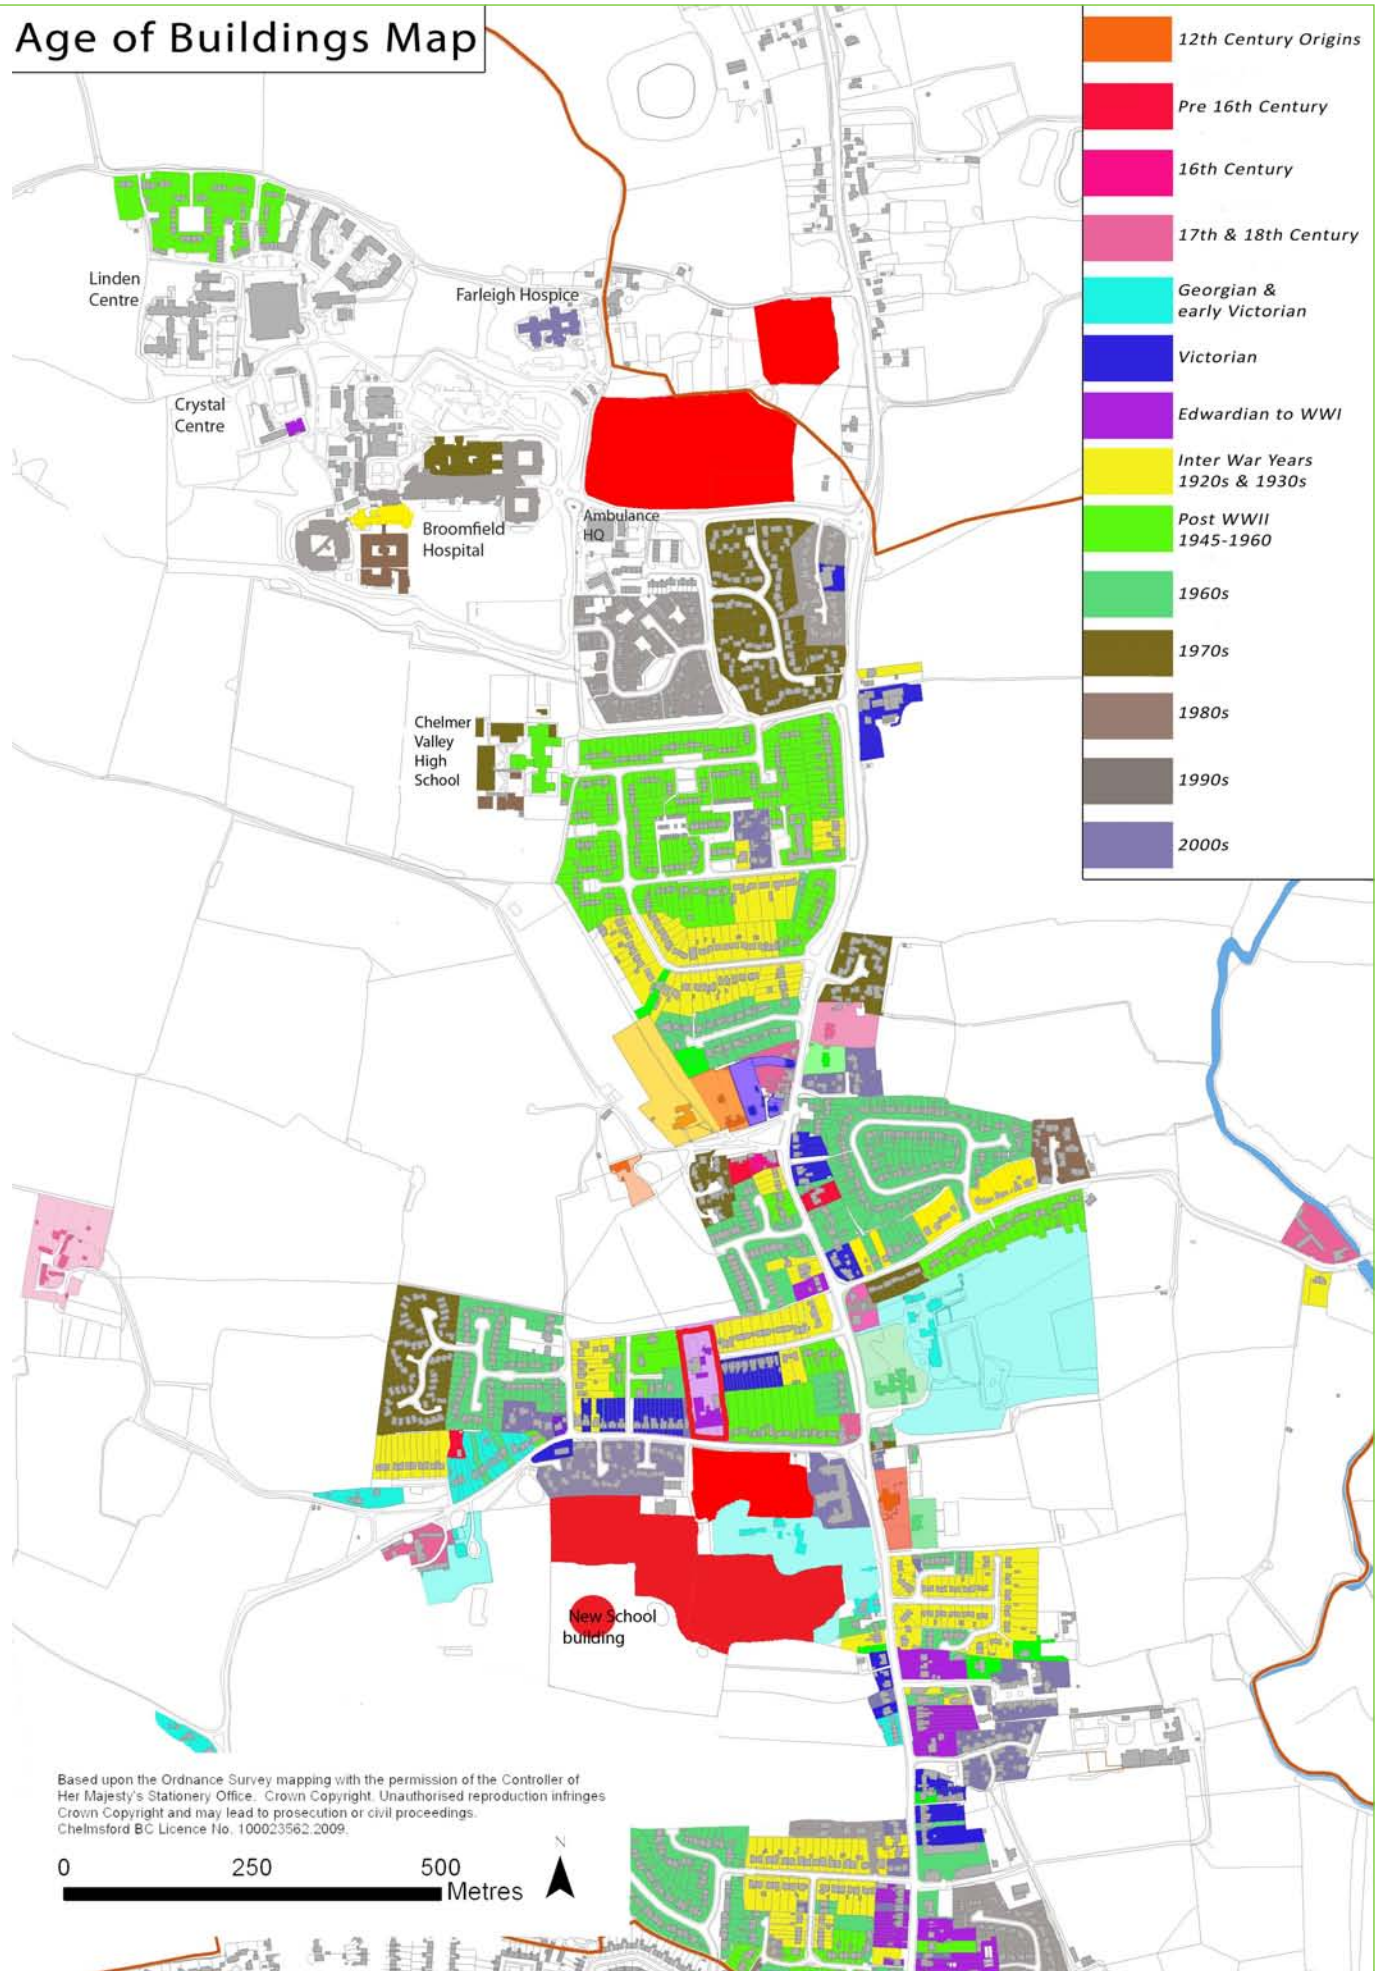 Age of Buildings Map
12th Century Origins
Pre 16th Century
16th Century
17th & 18th Century
Georgian &
early Victorian
Victorian
Edwardian to WWI
Inter War Years
1920s & 1930s
Post WWII
1945-1960
1960s
1970s
1980s
1990s
2000s
Linden
Centre
Farleigh Hospice
Crystal
Centre
Broomfield
Hospital
Ambulance
HQ
Chelmer
Valley
High
School
New School
building
Based upon the Ordnance Survey mapping with the permission of the Controller of
Her Majesty's Stationery Office. Crown Copyright. Unauthorised reproduction infringes
Crown Copyright and may lead to prosecution or civil proceedings.
Chelmsford BC Licence No. 100023562.2009.
N
0 250 500
Metres